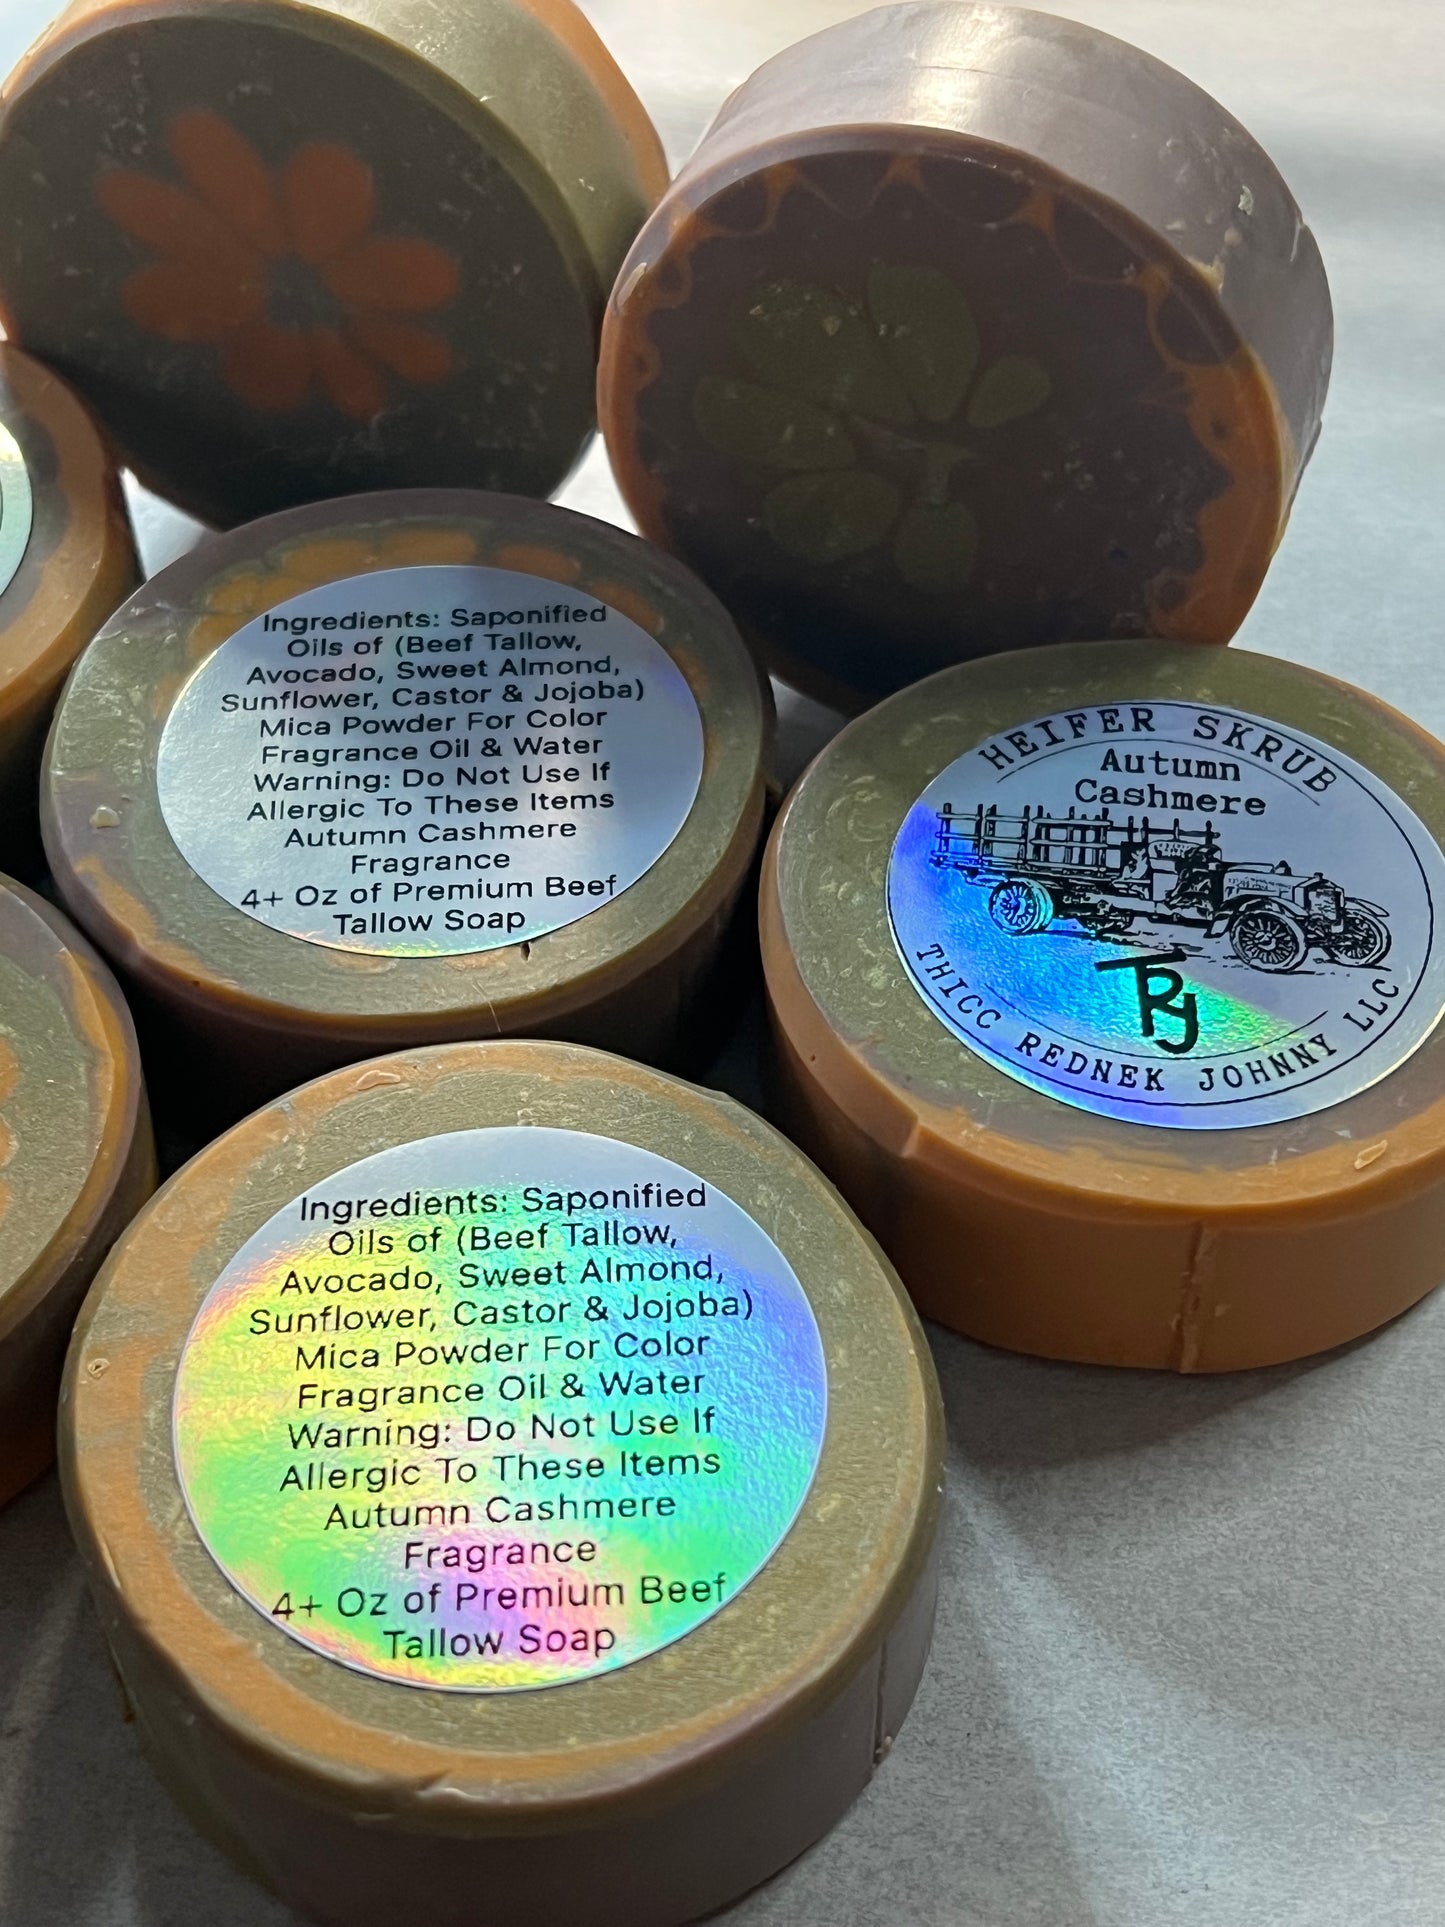 Ingredients: Saponified
Oils of (Beef Tallow,
Avocado, Sweet Almond,
Sunflower, Castor & Jojoba)
Mica Powder For Color
Fragrance Oil & Water
Warning: Do Not Use If
Allergic To These Items
Autumn Cashmere
Fragrance
4+ Oz of Premium Beef
Tallow Soap
HEIFER SKRUB
Autumn
Cashmere
TRJ
THICC REDNEK JOHNNY LLC
Ingredients: Saponified
Oils of (Beef Tallow,
Avocado, Sweet Almond,
Sunflower, Castor & Jojoba)
Mica Powder For Color
Fragrance Oil & Water
Warning: Do Not Use If
Allergic To These Items
Autumn Cashmere
Fragrance
4+ Oz of Premium Beef
Tallow Soap